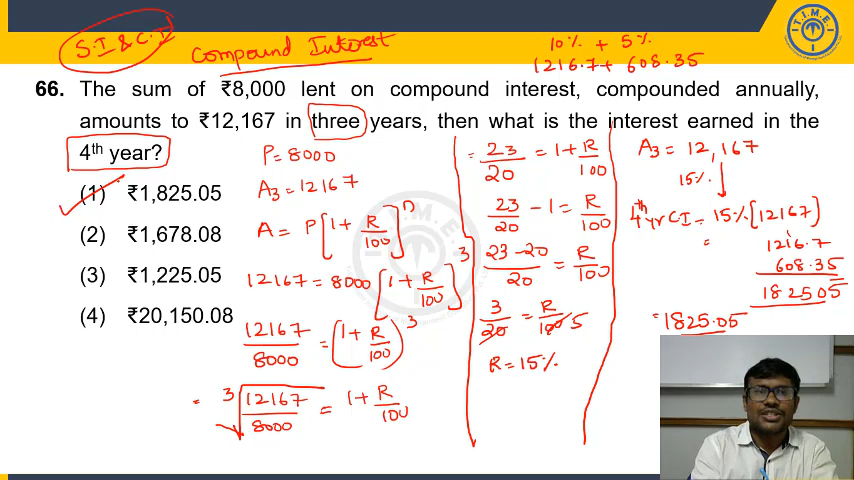 S.I & C.I
Compound Interest
10% + 5%
1216.7 + 608.35
66. The sum of ₹8,000 lent on compound interest, compounded annually,
amounts to ₹12,167 in three years, then what is the interest earned in the
4th year?
(1) ₹1,825.05
(2) ₹1,678.08
(3) ₹1,225.05
(4) ₹20,150.08
P = 8000
A3 = 12167
A = P[1 + R/100]^n
12167 = 8000[1 + R/100]^3
12167/8000 = (1 + R/100)^3
= ∛(12167/8000) = 1 + R/100
= 23/20 = 1 + R/100
23/20 - 1 = R/100
23-20/20 = R/100
3/20 = R/100 5
R = 15%
A3 = 12,167
15%
4th yr CI = 15% [12167]
= 1216.7
608.35
182505
= 1825.05
T.I.M.E.